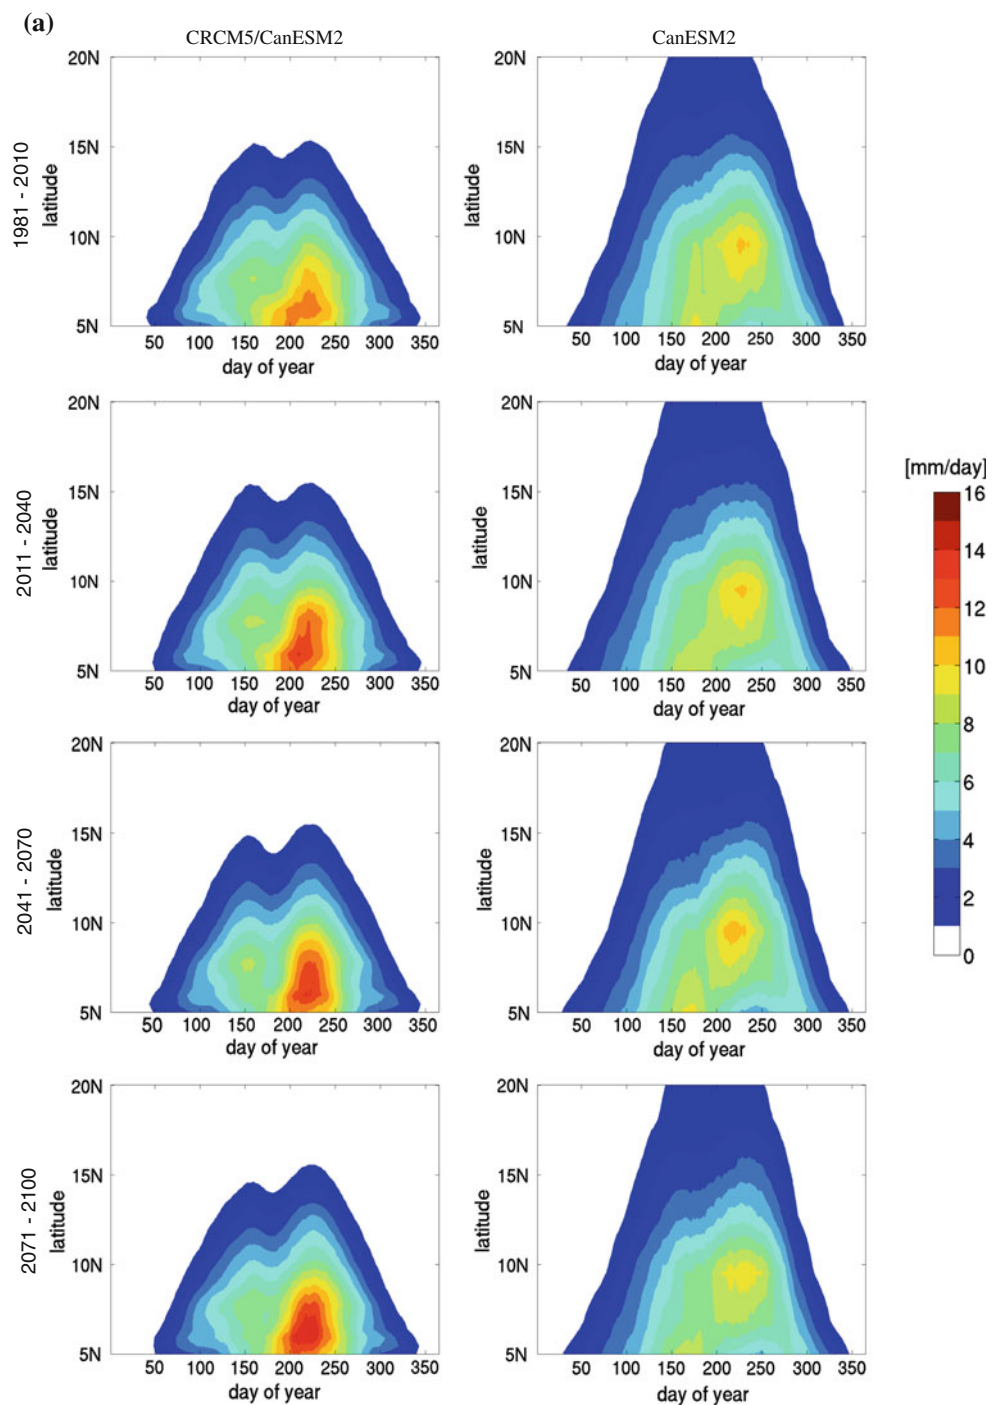 (a)
CRCM5/CanESM2
CanESM2
1981 - 2010
latitude
20N
15N
10N
5N
50 100 150 200 250 300 350
day of year
latitude
20N
15N
10N
5N
50 100 150 200 250 300 350
day of year
2011 - 2040
latitude
20N
15N
10N
5N
50 100 150 200 250 300 350
day of year
latitude
20N
15N
10N
5N
50 100 150 200 250 300 350
day of year
[mm/day]
16
14
12
10
8
6
4
2
0
2041 - 2070
latitude
20N
15N
10N
5N
50 100 150 200 250 300 350
day of year
latitude
20N
15N
10N
5N
50 100 150 200 250 300 350
day of year
2071 - 2100
latitude
20N
15N
10N
5N
50 100 150 200 250 300 350
day of year
latitude
20N
15N
10N
5N
50 100 150 200 250 300 350
day of year